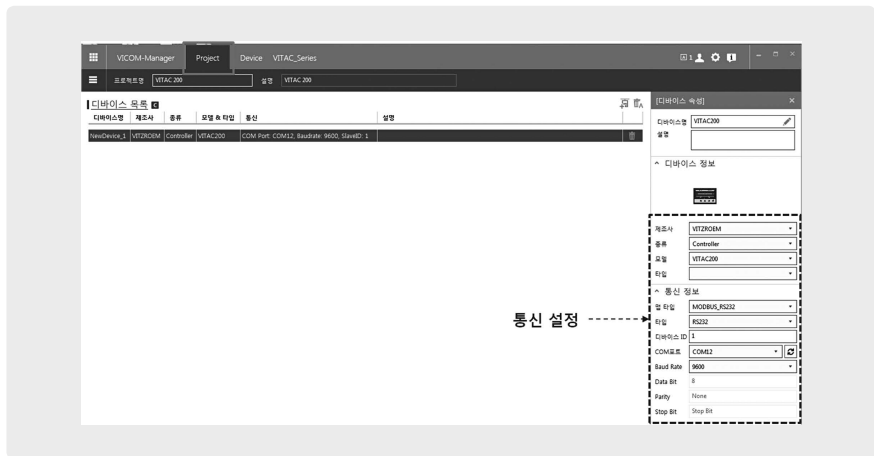 VICOM-Manager Project Device VITAC_Series 1
프로젝트명 VITAC 200 설명 VITAC 200
디바이스 목록
디바이스명 제조사 종류 모델 & 타입 통신 설명
NewDevice_1 VITZROEM Controller VITAC200 COM Port: COM12, Baudrate: 9600, SlaveID: 1
[디바이스 속성]
디바이스명 VITAC200
설명
디바이스 정보
제조사 VITZROEM
종류 Controller
모델 VITAC200
타입
통신 정보
맵 타입 MODBUS_RS232
타입 RS232
디바이스 ID 1
COM포트 COM12
Baud Rate 9600
Data Bit 8
Parity None
Stop Bit Stop Bit
통신 설정